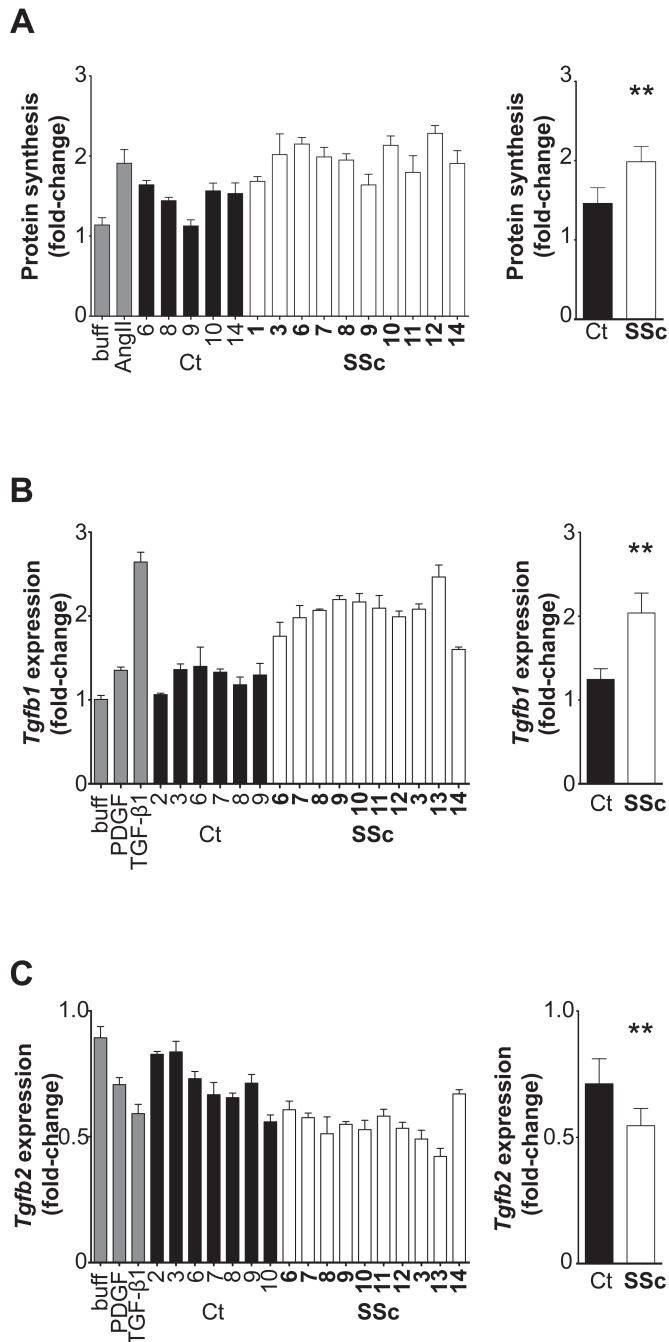 A
Protein synthesis
(fold-change)
3
2
1
0
buff
AngII
6
8
9
10
14
1
3
6
7
8
9
10
11
12
14
Ct
SSc
Protein synthesis
(fold-change)
3
2
1
0
**
Ct SSc
B
Tgfb1 expression
(fold-change)
3
2
1
0
buff
PDGF
TGF-β1
2
3
6
7
8
9
6
7
8
9
10
11
12
3
13
14
Ct
SSc
Tgfb1 expression
(fold-change)
3
2
1
0
**
Ct SSc
C
Tgfb2 expression
(fold-change)
1.0
0.5
0
buff
PDGF
TGF-β1
2
3
6
7
8
9
10
6
7
8
9
10
11
12
3
13
14
Ct
SSc
Tgfb2 expression
(fold-change)
1.0
0.5
0
**
Ct SSc